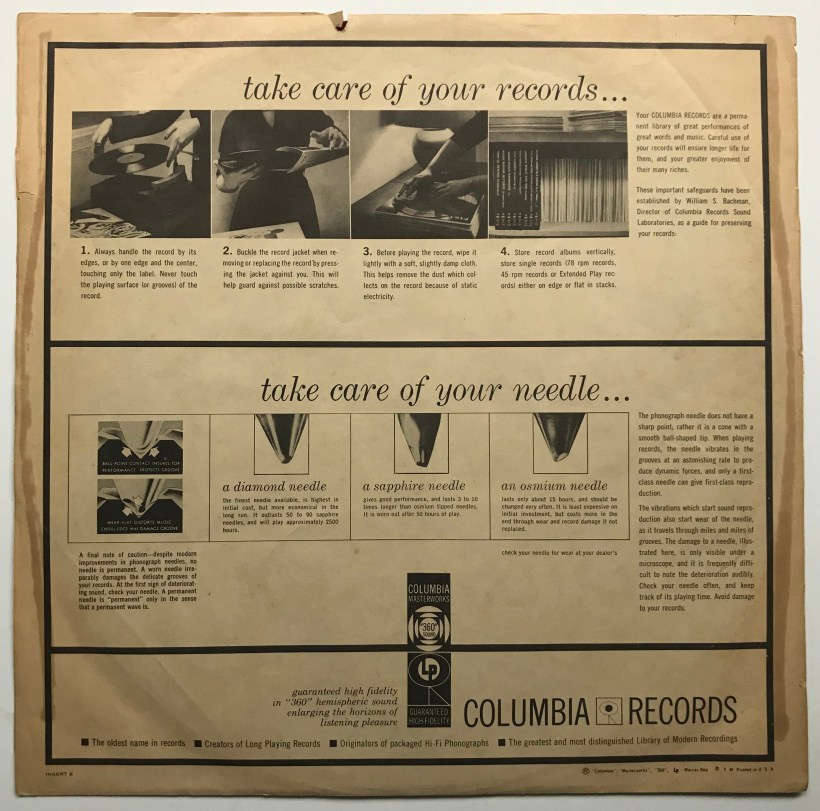 take care of your records...
Your COLUMBIA RECORDS are a perma-
nent library of great performances of
great words and music. Careful use of
your records will ensure longer life for
them, and your greater enjoyment of
their many riches.
These important safeguards have been
established by William S. Bachman,
Director of Columbia Records Sound
Laboratories, as a guide for preserving
your records:
1. Always handle the record by its
edges, or by one edge and the center,
touching only the label. Never touch
the playing surface (or grooves) of the
record.
2. Buckle the record jacket when re-
moving or replacing the record by press-
ing the jacket against you. This will
help guard against possible scratches.
3. Before playing the record, wipe it
lightly with a soft, slightly damp cloth.
This helps remove the dust which col-
lects on the record because of static
electricity.
4. Store record albums vertically,
store single records (78 rpm records,
45 rpm records or Extended Play rec-
ords) either on edge or flat in stacks.
take care of your needle...
BALL-POINT CONTACT INSURES TOP
PERFORMANCE, PROTECTS GROOVE
WEAR-FLAT DISTORTS MUSIC
CHISEL EDGE MAY DAMAGE GROOVE
a diamond needle
the finest needle available, is highest in
initial cost, but more economical in the
long run. It outlasts 50 to 90 sapphire
needles, and will play approximately 2500
hours.
a sapphire needle
gives good performance, and lasts 3 to 10
times longer than osmium tipped needles.
It is worn out after 50 hours of play.
an osmium needle
lasts only about 15 hours, and should be
changed very often. It is least expensive on
initial investment, but costs more in the
end through wear and record damage if not
replaced.
check your needle for wear at your dealer's
The phonograph needle does not have a
sharp point; rather it is a cone with a
smooth ball-shaped tip. When playing
records, the needle vibrates in the
grooves at an astonishing rate to pro-
duce dynamic forces, and only a first-
class needle can give first-class repro-
duction.
The vibrations which start sound repro-
duction also start wear of the needle,
as it travels through miles and miles of
grooves. The damage to a needle, illus-
trated here, is only visible under a
microscope, and it is frequently diffi-
cult to note the deterioration audibly.
Check your needle often, and keep
track of its playing time. Avoid damage
to your records.
A final note of caution—despite modern
improvements in phonograph needles, no
needle is permanent. A worn needle irre-
parably damages the delicate grooves of
your records. At the first sign of deteriorat-
ing sound, check your needle. A permanent
needle is "permanent" only in the sense
that a permanent wave is.
COLUMBIA
MASTERWORKS
"360"
SOUND
Lp
GUARANTEED
HIGH-FIDELITY
guaranteed high fidelity
in "360" hemispheric sound
enlarging the horizons of
listening pleasure
COLUMBIA RECORDS
■ The oldest name in records ■ Creators of Long Playing Records ■ Originators of packaged Hi-Fi Phonographs ■ The greatest and most distinguished Library of Modern Recordings
INSERT 6
Ⓡ "Columbia", "Masterworks", "360", Lp Marcas Reg. Printed in U.S.A.